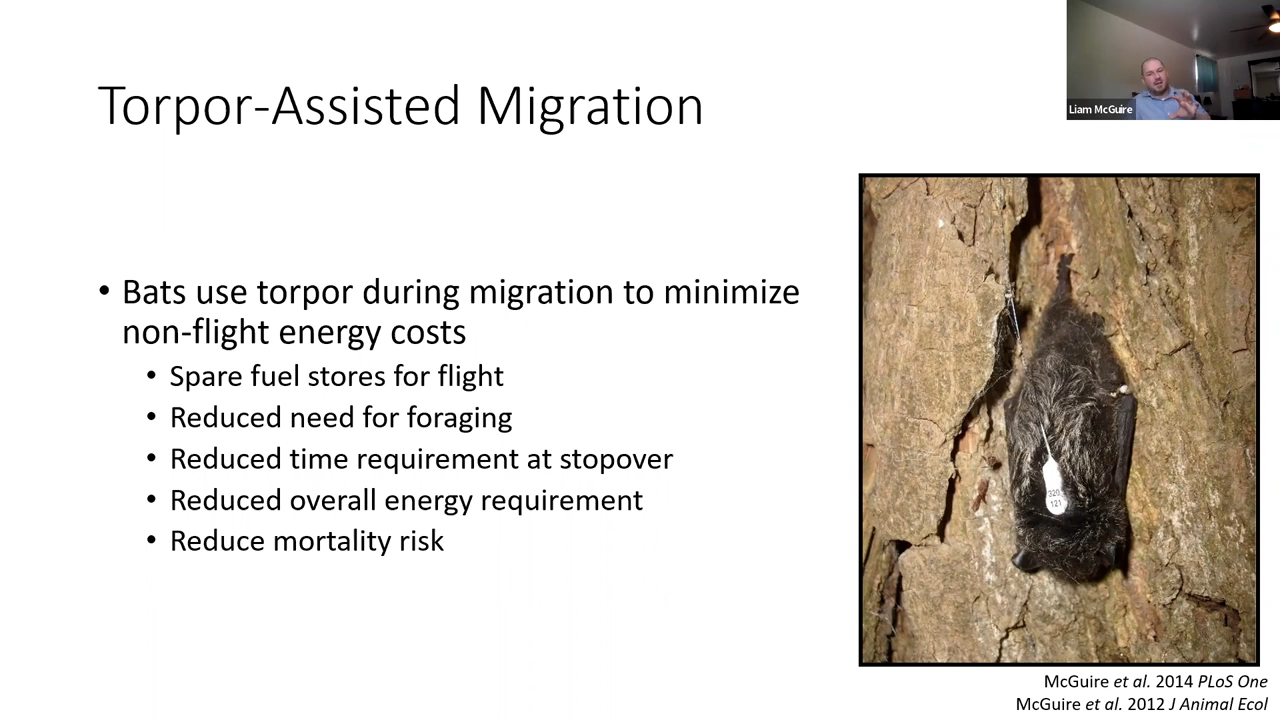 Torpor-Assisted Migration
Liam McGuire
• Bats use torpor during migration to minimize
non-flight energy costs
• Spare fuel stores for flight
• Reduced need for foraging
• Reduced time requirement at stopover
• Reduced overall energy requirement
• Reduce mortality risk
320
121
McGuire et al. 2014 PLoS One
McGuire et al. 2012 J Animal Ecol